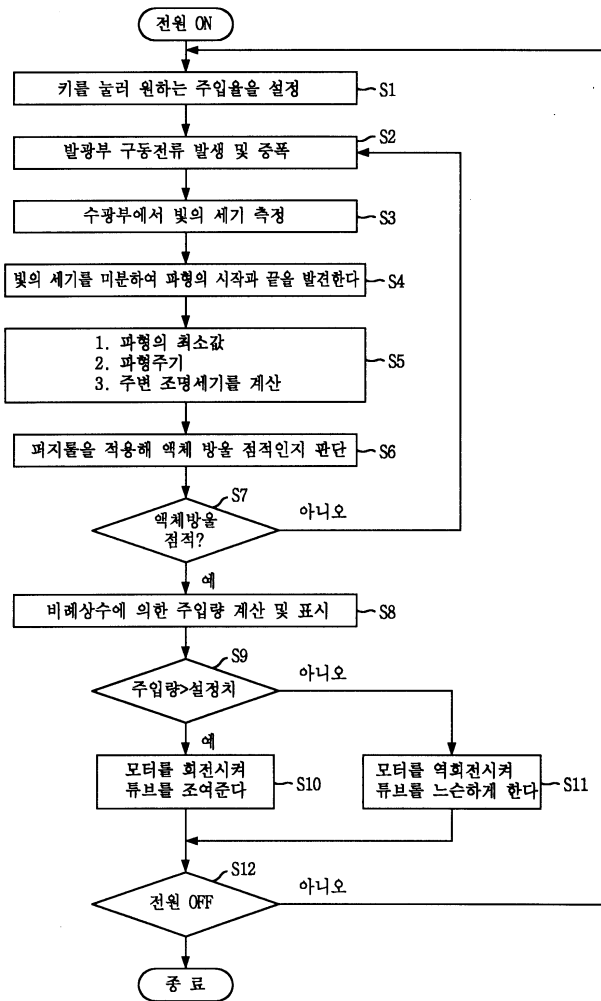 전원 ON
키를 눌러 원하는 주입율을 설정
S1
S2
발광부 구동전류 발생 및 증폭
수광부에서 빛의 세기 측정
S3
빛의 세기를 미분하여 파형의 시작과 끝을 발견한다
S4
1. 파형의 최소값
2. 파형주기
3. 주변 조명세기를 계산
S5
퍼지룰을 적용해 액체 방울 점적인지 판단
S6
S7
액체방울
점적?
아니오
예
비례상수에 의한 주입량 계산 및 표시
S8
S9
주입량>설정치
아니오
예
모터를 회전시켜
튜브를 조여준다
S10
모터를 역회전시켜
튜브를 느슨하게 한다
S11
S12
전원 OFF
아니오
종 료